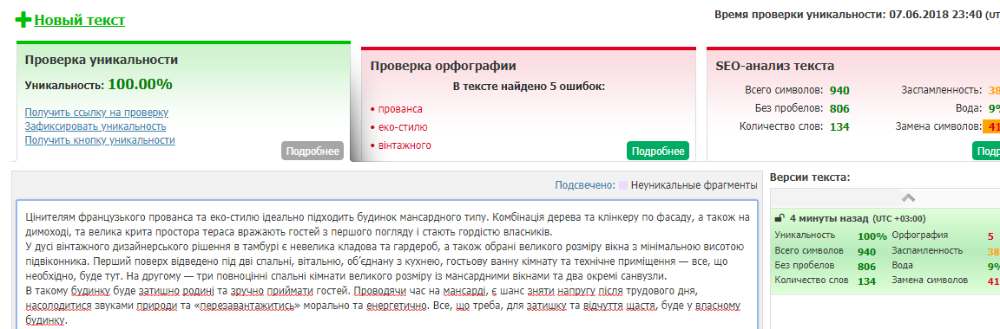 Новый текст
Время проверки уникальности: 07.06.2018 23:40 (UT
Проверка уникальности
Уникальность: 100.00%
Получить ссылку на проверку
Зафиксировать уникальность
Получить кнопку уникальности
Подробнее
Проверка орфографии
В тексте найдено 5 ошибок:
• прованса
• еко-стилю
• вінтажного
Подробнее
SEO-анализ текста
Всего символов: 940 Заспамленность: 38
Без пробелов: 806 Вода: 9%
Количество слов: 134 Замена символов: 41
Подр
Подсвечено: Неуникальные фрагменты
Цінителям французького прованса та еко-стилю ідеально підходить будинок мансардного типу. Комбінація дерева та клінкеру по фасаду, а також на
димоході, та велика крита простора тераса вражають гостей з першого погляду і стають гордістю власників.
У дусі вінтажного дизайнерського рішення в тамбурі є невелика кладова та гардероб, а також обрані великого розміру вікна з мінімальною висотою
підвіконника. Перший поверх відведено під дві спальні, вітальню, об’єднану з кухнею, гостьову ванну кімнату та технічне приміщення — все, що
необхідно, буде тут. На другому — три повноцінні спальні кімнати великого розміру із мансардними вікнами та два окремі санвузли.
В такому будинку буде затишно родині та зручно приймати гостей. Проводячи час на мансарді, є шанс зняти напругу після трудового дня,
насолодитися звуками природи та «перезавантажитись» морально та енергетично. Все, що треба, для затишку та відчуття щастя, буде у власному
будинку.
Версии текста:
4 минуты назад (UTC +03:00)
Уникальность 100% Орфография 5
Всего символов 940 Заспамленность 38
Без пробелов 806 Вода 9%
Количество слов 134 Замена символов 41